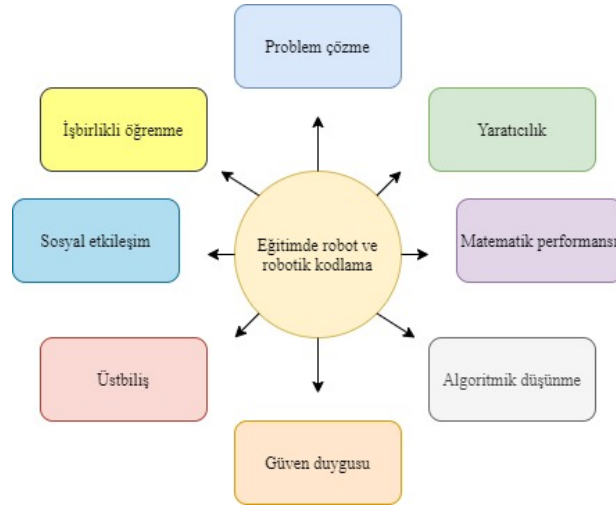 Problem çözme
İşbirlikli öğrenme
Yaratıcılık
Sosyal etkileşim
Eğitimde robot ve
robotik kodlama
Matematik performansı
Üstbiliş
Algoritmik düşünme
Güven duygusu